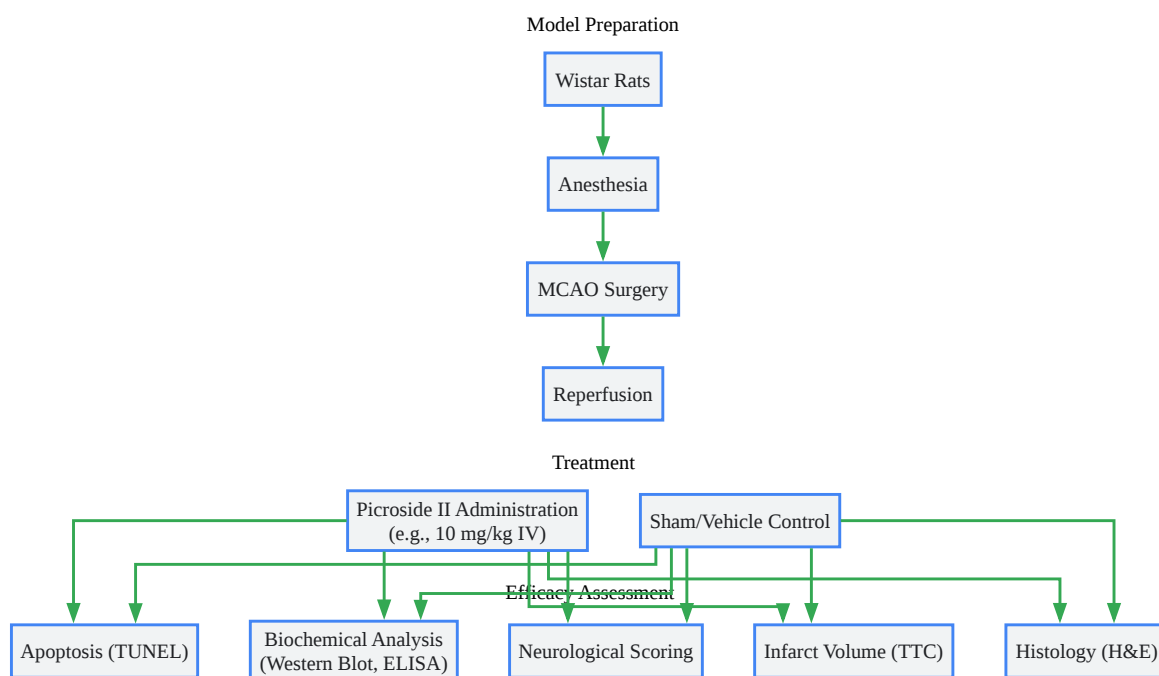 Model Preparation
Wistar Rats
Anesthesia
MCAO Surgery
Reperfusion
Treatment
Picroside II Administration
(e.g., 10 mg/kg IV)
Sham/Vehicle Control
Efficacy Assessment
Apoptosis (TUNEL)
Biochemical Analysis
(Western Blot, ELISA)
Neurological Scoring
Infarct Volume (TTC)
Histology (H&E)